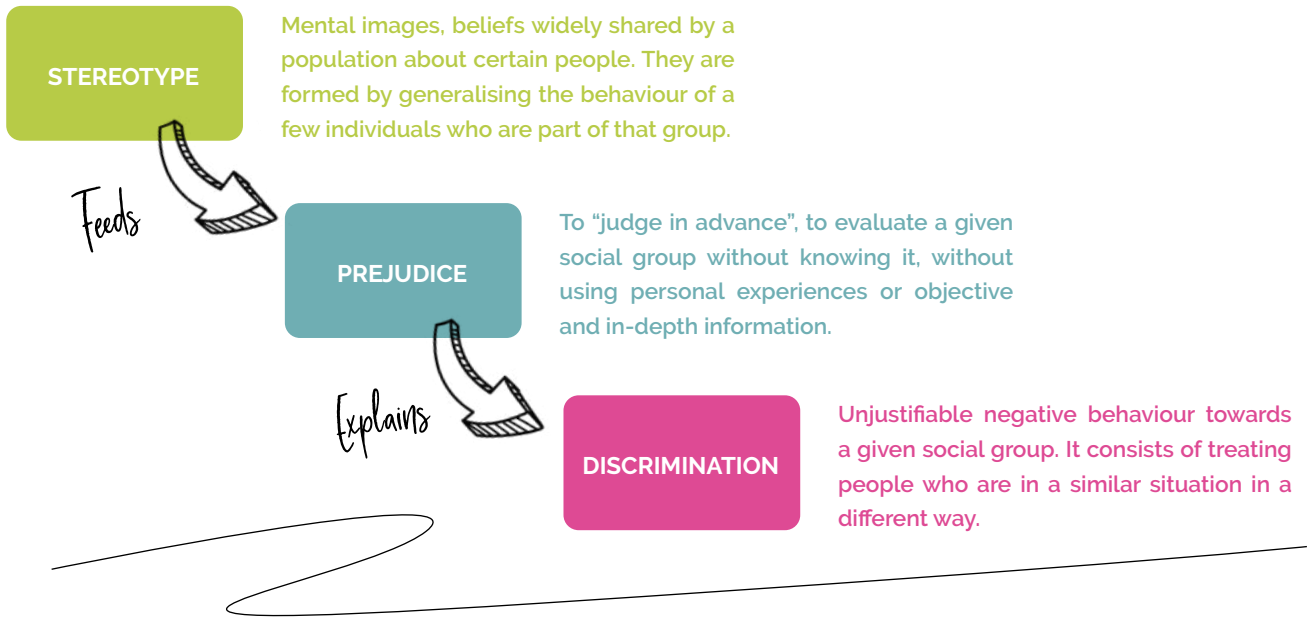 STEREOTYPE
Mental images, beliefs widely shared by a
population about certain people. They are
formed by generalising the behaviour of a
few individuals who are part of that group.
Feeds
PREJUDICE
To “judge in advance”, to evaluate a given
social group without knowing it, without
using personal experiences or objective
and in-depth information.
Explains
DISCRIMINATION
Unjustifiable negative behaviour towards
a given social group. It consists of treating
people who are in a similar situation in a
different way.